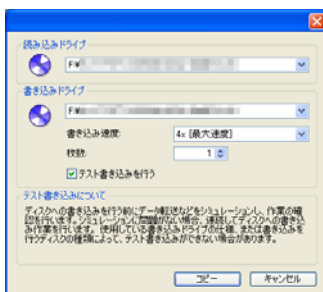 読み込みドライブ
F:¥
書き込みドライブ
F:¥
書き込み速度:
4x [最大速度]
枚数:
1
テスト書き込みを行う
テスト書き込みについて
ディスクへの書き込みを行う前にデータ転送などをシミュレーションし、作業の確
認を行います。シミュレーションに問題がない場合、連続してディスクへの書き込
み作業を行います。使用している書き込みドライブの仕様、または書き込みを
行うディスクの種類によって、テスト書き込みができない場合があります。
コピー
キャンセル